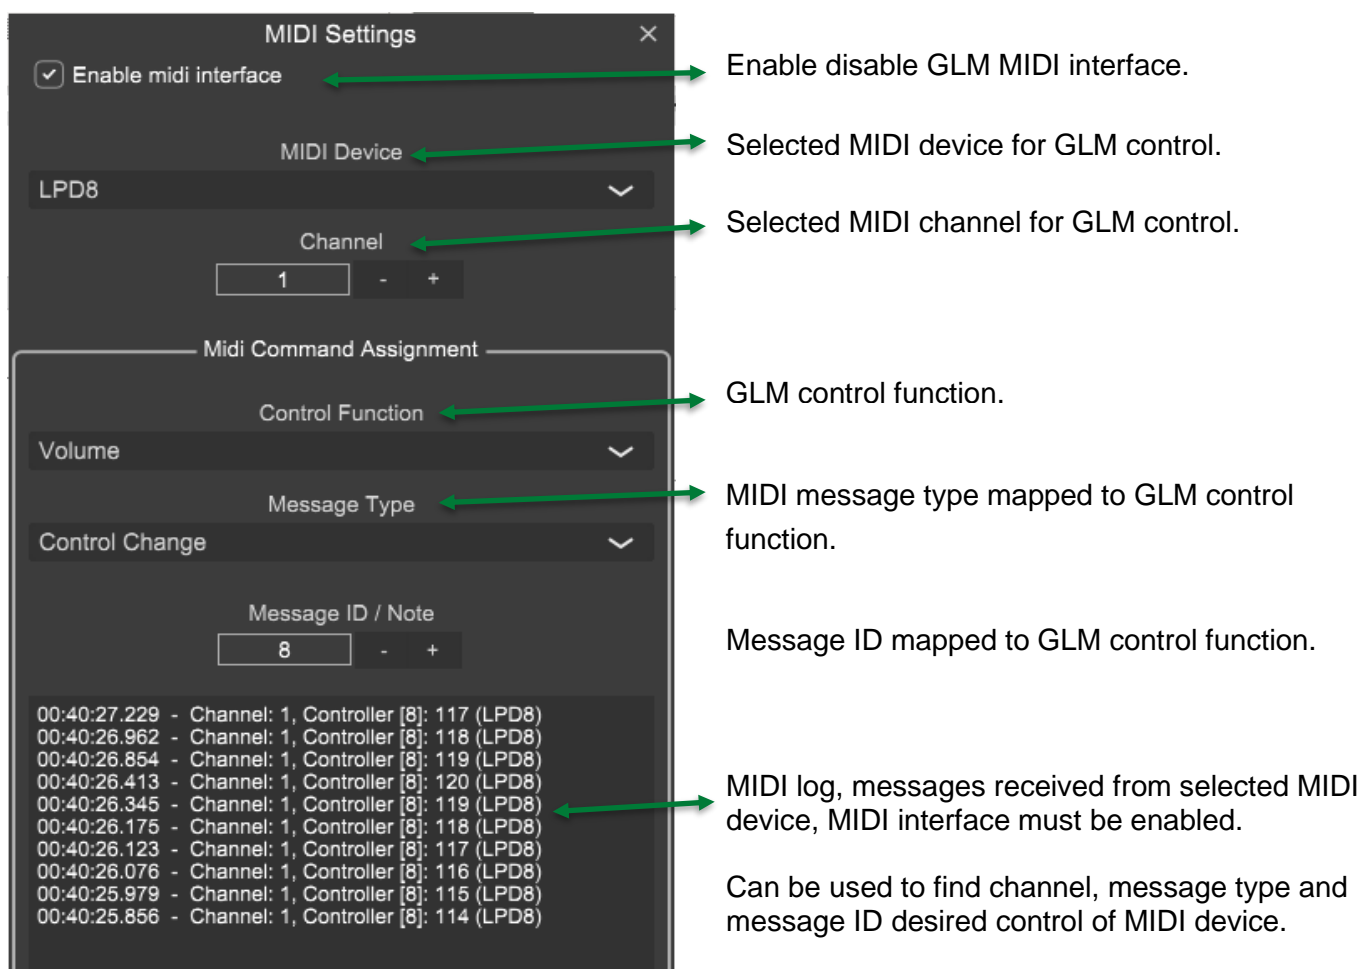 MIDI Settings
Enable midi interface
Enable disable GLM MIDI interface.
MIDI Device
Selected MIDI device for GLM control.
LPD8
Channel
Selected MIDI channel for GLM control.
1 - +
Midi Command Assignment
Control Function
GLM control function.
Volume
Message Type
MIDI message type mapped to GLM control
function.
Control Change
Message ID / Note
8 - +
Message ID mapped to GLM control function.
00:40:27.229 - Channel: 1, Controller [8]: 117 (LPD8)
00:40:26.962 - Channel: 1, Controller [8]: 118 (LPD8)
00:40:26.854 - Channel: 1, Controller [8]: 119 (LPD8)
00:40:26.413 - Channel: 1, Controller [8]: 120 (LPD8)
00:40:26.345 - Channel: 1, Controller [8]: 119 (LPD8)
00:40:26.175 - Channel: 1, Controller [8]: 118 (LPD8)
00:40:26.123 - Channel: 1, Controller [8]: 117 (LPD8)
00:40:26.076 - Channel: 1, Controller [8]: 116 (LPD8)
00:40:25.979 - Channel: 1, Controller [8]: 115 (LPD8)
00:40:25.856 - Channel: 1, Controller [8]: 114 (LPD8)
MIDI log, messages received from selected MIDI
device, MIDI interface must be enabled.
Can be used to find channel, message type and
message ID desired control of MIDI device.